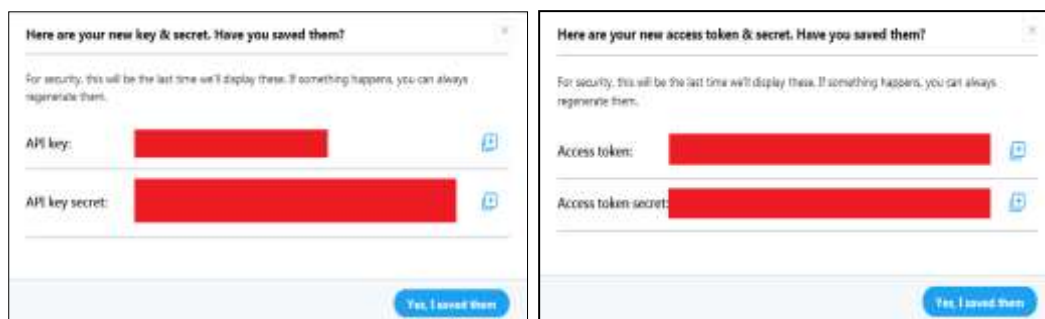 Here are your new key & secret. Have you saved them?
For security, this will be the last time we'll display these. If something happens, you can always
regenerate them.
API key:
API key secret:
Yes, I saved them
Here are your new access token & secret. Have you saved them?
For security, this will be the last time we'll display these. If something happens, you can always
regenerate them.
Access token:
Access token secret:
Yes, I saved them